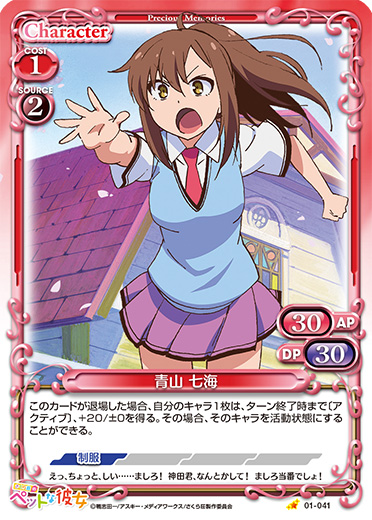 Precious Memories
Character
COST
1
SOURCE
2
30 AP
DP 30
青山 七海
このカードが退場した場合、自分のキャラ1枚は、ターン終了時まで〔ア
クティブ〕、+20/±0を得る。その場合、そのキャラを活動状態にする
ことができる。
制服
えっ、ちょっと、しい……ましろ! 神田君、なんとかして! ましろ当番でしょ!
さくら荘の
ペットな彼女
©鴨志田一/アスキー・メディアワークス/さくら荘製作委員会
01-041